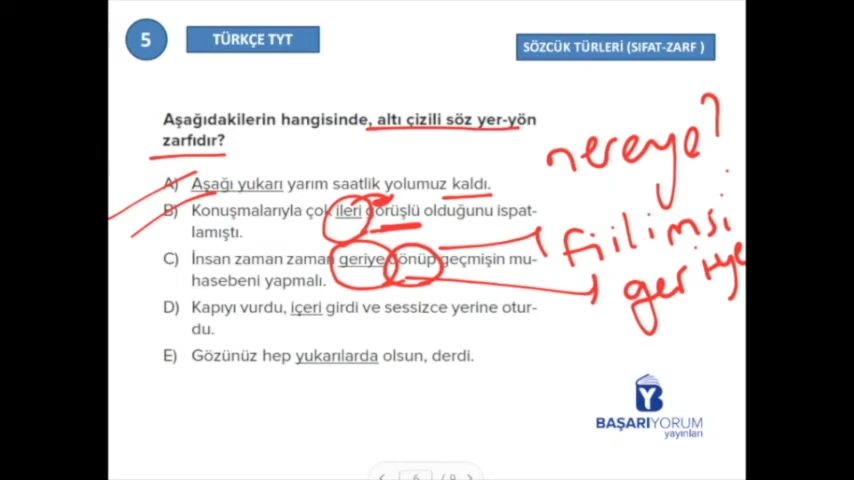 5
TÜRKÇE TYT
SÖZCÜK TÜRLERİ (SIFAT-ZARF )
Aşağıdakilerin hangisinde, altı çizili söz yer-yön
zarfıdır?
nereye?
A) Aşağı yukarı yarım saatlik yolumuz kaldı.
B) Konuşmalarıyla çok ileri görüşlü olduğunu ispat-
lamıştı.
fiilimsi
C) İnsan zaman zaman geriye dönüp geçmişin mu-
hasebeni yapmalı.
geriye
D) Kapıyı vurdu, içeri girdi ve sessizce yerine otur-
du.
E) Gözünüz hep yukarılarda olsun, derdi.
BAŞARIYORUM
yayınları
6 / 9